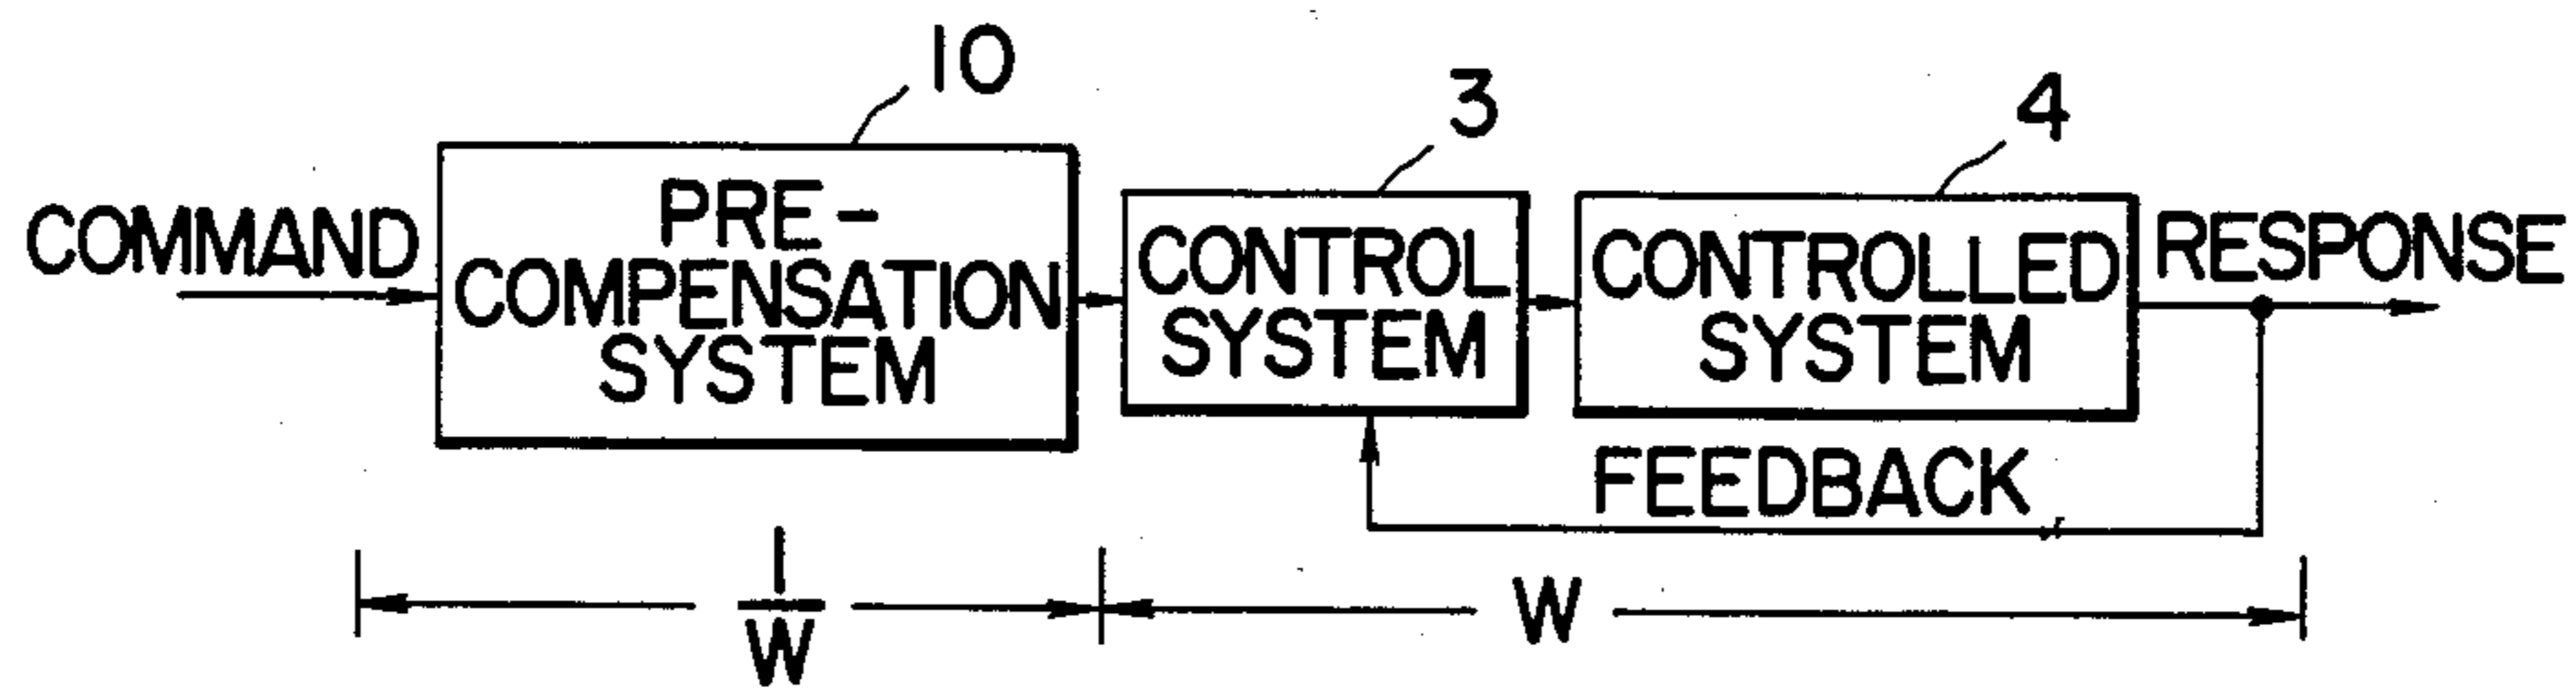 10
3
4
COMMAND
PRE-
COMPENSATION
SYSTEM
CONTROL
SYSTEM
CONTROLLED
SYSTEM
RESPONSE
FEEDBACK
1
W
W